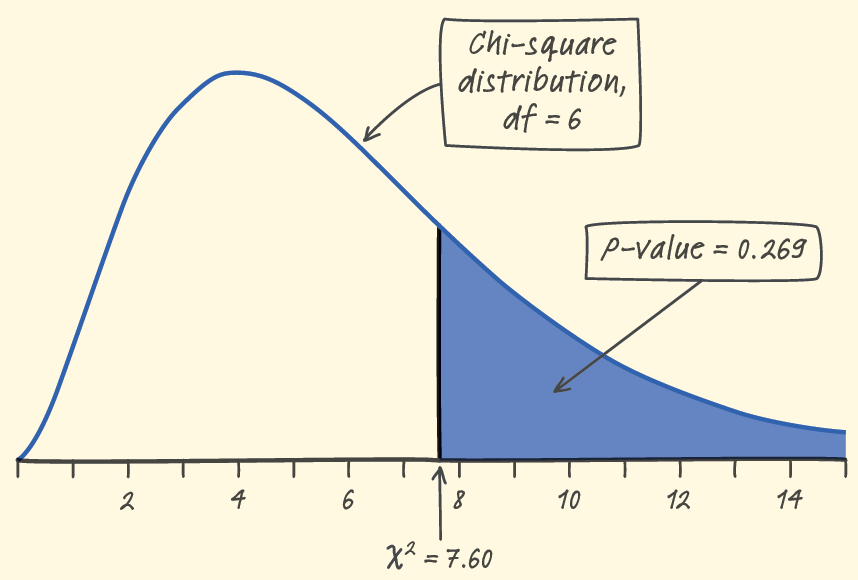 Chi-square
distribution,
df = 6
P-value = 0.269
2 4 6 8 10 12 14
χ² = 7.60